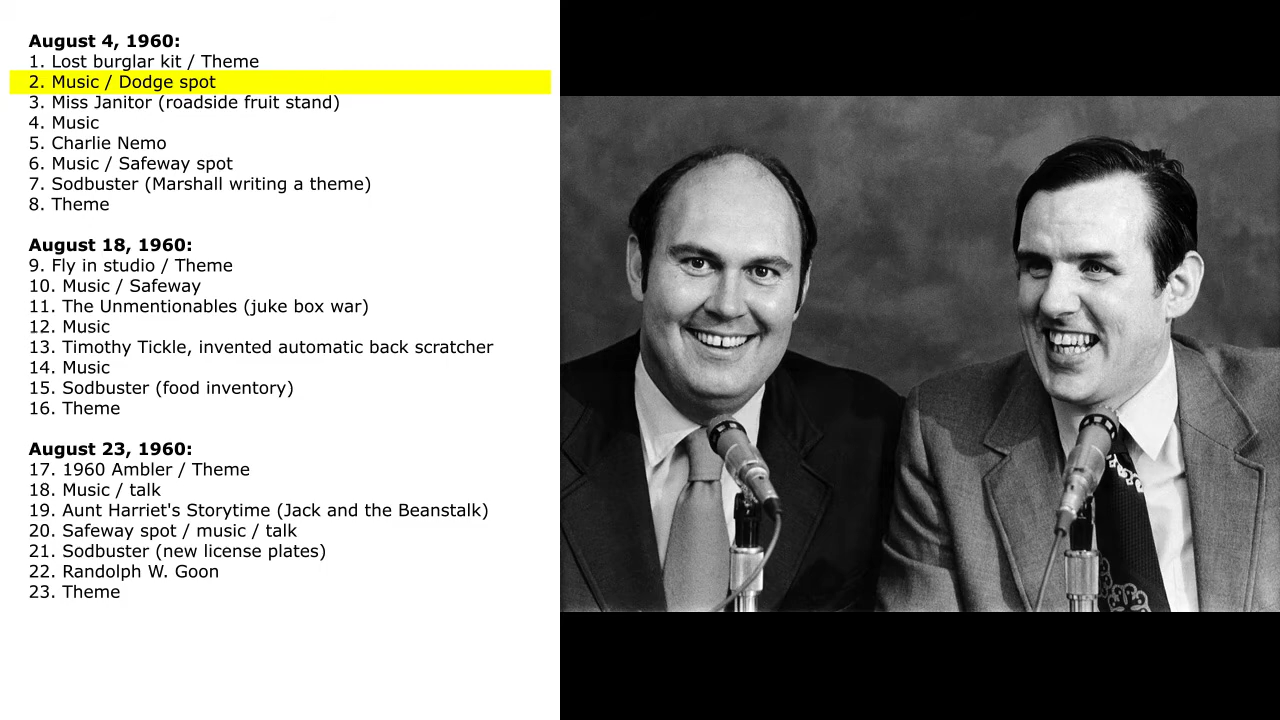 August 4, 1960:
1. Lost burglar kit / Theme
2. Music / Dodge spot
3. Miss Janitor (roadside fruit stand)
4. Music
5. Charlie Nemo
6. Music / Safeway spot
7. Sodbuster (Marshall writing a theme)
8. Theme
August 18, 1960:
9. Fly in studio / Theme
10. Music / Safeway
11. The Unmentionables (juke box war)
12. Music
13. Timothy Tickle, invented automatic back scratcher
14. Music
15. Sodbuster (food inventory)
16. Theme
August 23, 1960:
17. 1960 Ambler / Theme
18. Music / talk
19. Aunt Harriet's Storytime (Jack and the Beanstalk)
20. Safeway spot / music / talk
21. Sodbuster (new license plates)
22. Randolph W. Goon
23. Theme